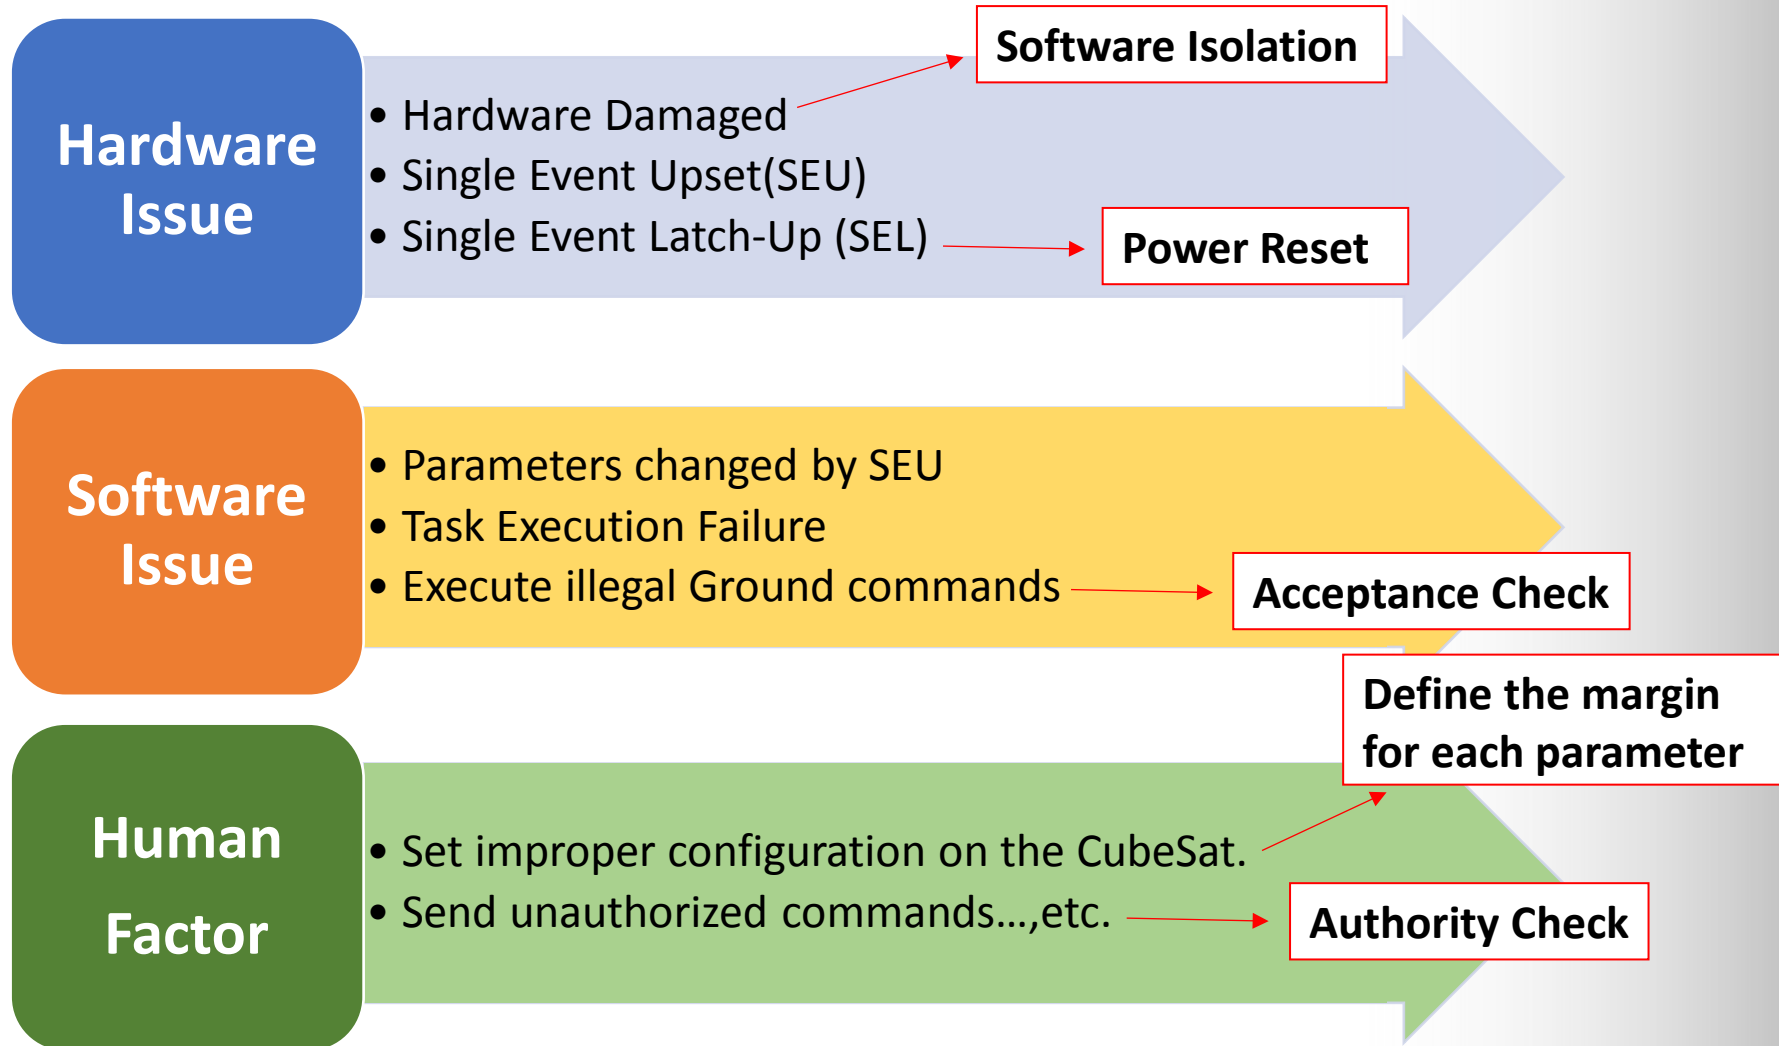 Hardware
Issue
Software Isolation
• Hardware Damaged
• Single Event Upset(SEU)
• Single Event Latch-Up (SEL)
Power Reset
Software
Issue
• Parameters changed by SEU
• Task Execution Failure
• Execute illegal Ground commands
Acceptance Check
Human
Factor
Define the margin
for each parameter
• Set improper configuration on the CubeSat.
• Send unauthorized commands...,etc.
Authority Check